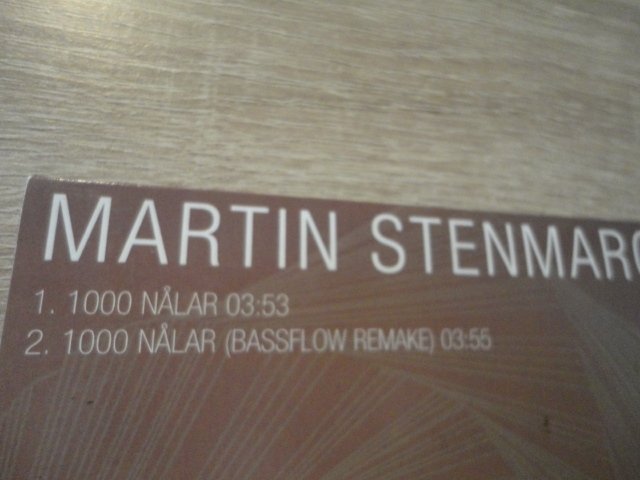 MARTIN STENMARC
1. 1000 NÅLAR 03:53
2. 1000 NÅLAR (BASSFLOW REMAKE) 03:55